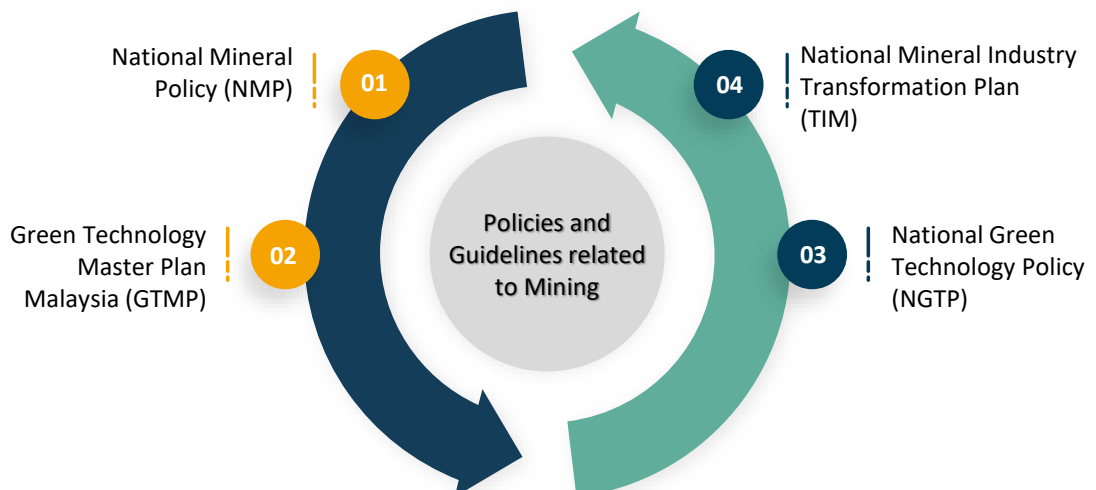 01
National Mineral
Policy (NMP)
02
Green Technology
Master Plan
Malaysia (GTMP)
Policies and
Guidelines related
to Mining
03
National Green
Technology Policy
(NGTP)
04
National Mineral Industry
Transformation Plan
(TIM)